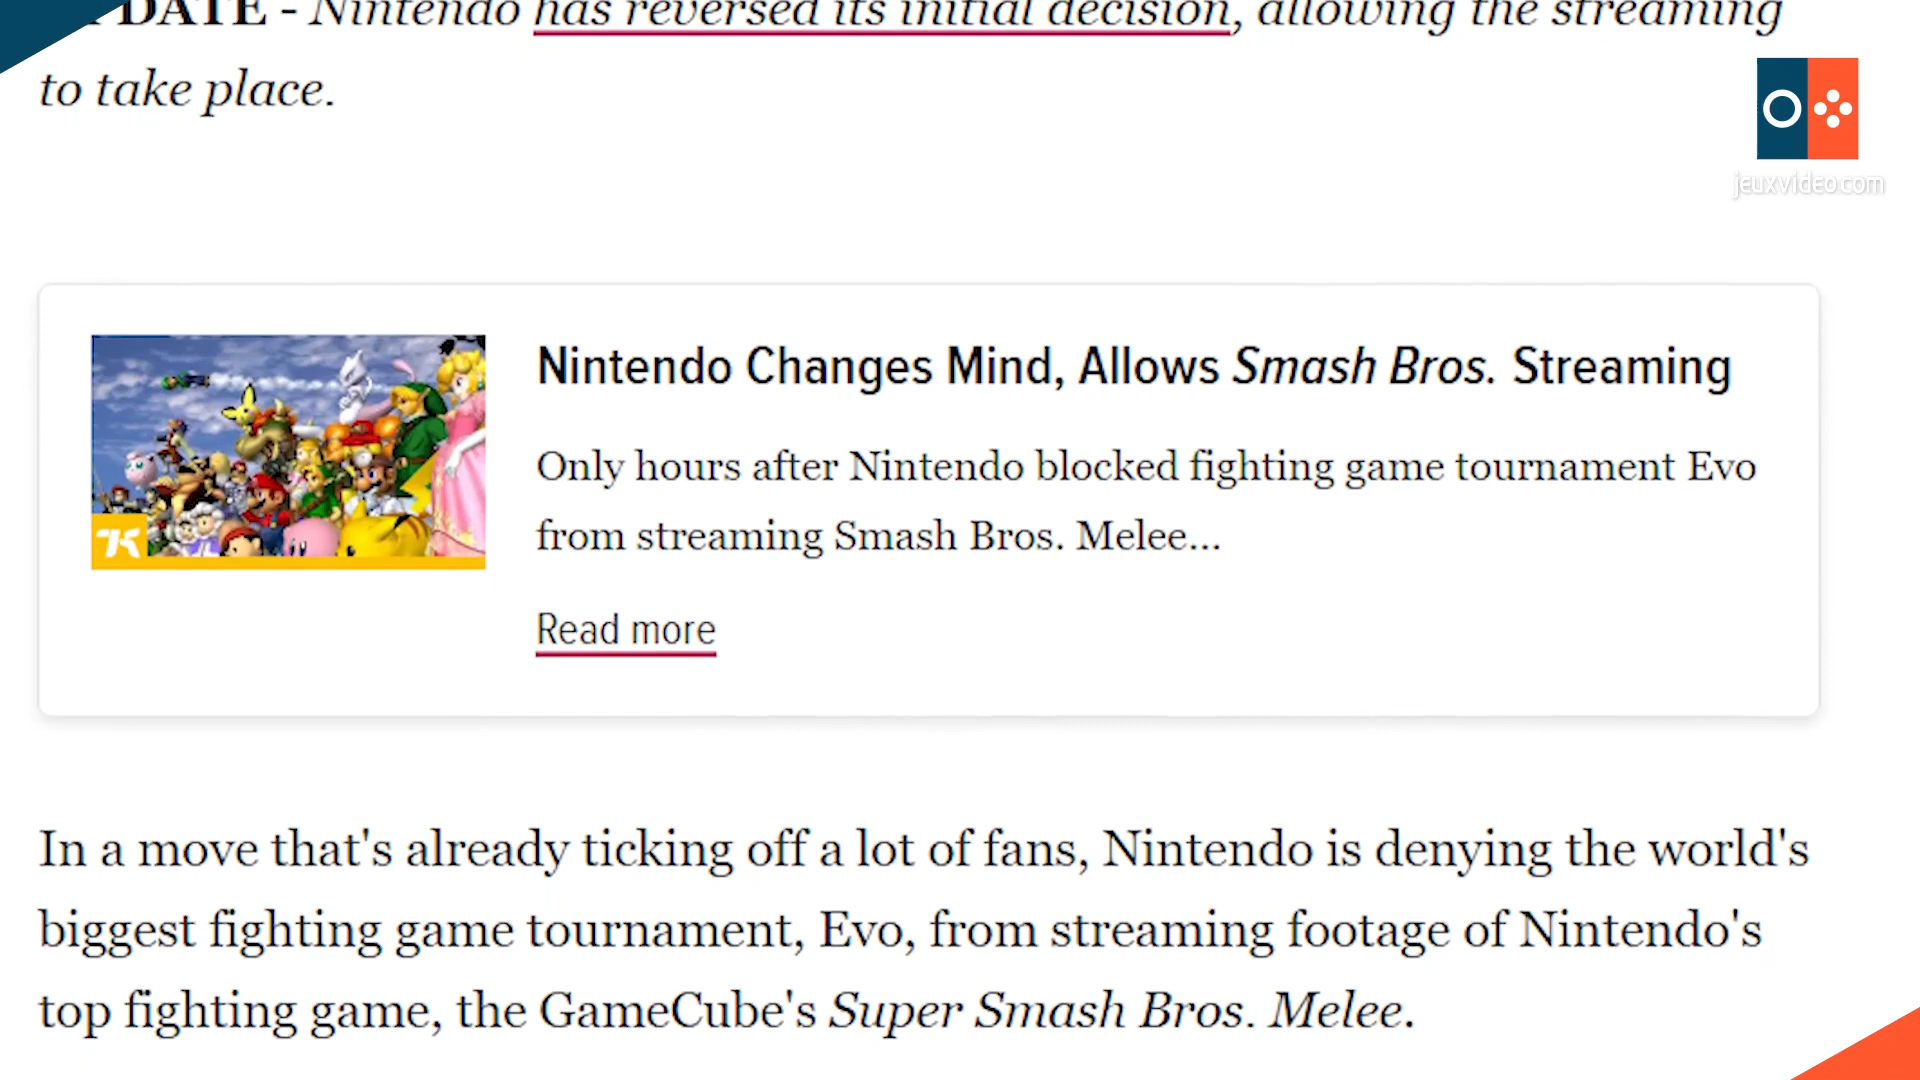 DATE - Nintendo has reversed its initial decision, allowing the streaming
to take place.
jeuxvideo.com
Nintendo Changes Mind, Allows Smash Bros. Streaming
Only hours after Nintendo blocked fighting game tournament Evo
from streaming Smash Bros. Melee...
Read more
In a move that's already ticking off a lot of fans, Nintendo is denying the world's
biggest fighting game tournament, Evo, from streaming footage of Nintendo's
top fighting game, the GameCube's Super Smash Bros. Melee.